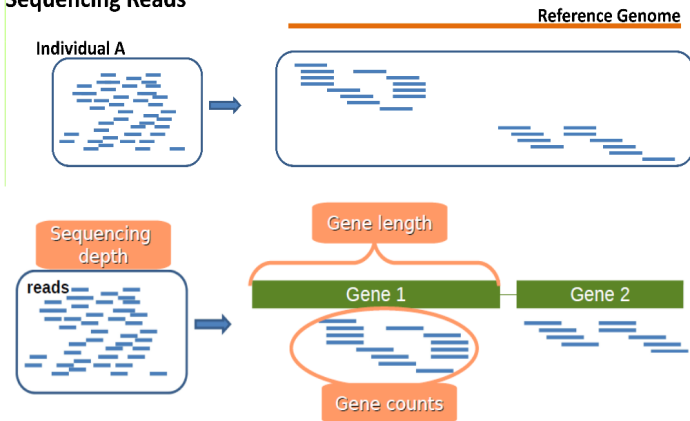 Sequencing Reads
Reference Genome
Individual A
Sequencing
depth
Gene length
reads
Gene 1
Gene 2
Gene counts